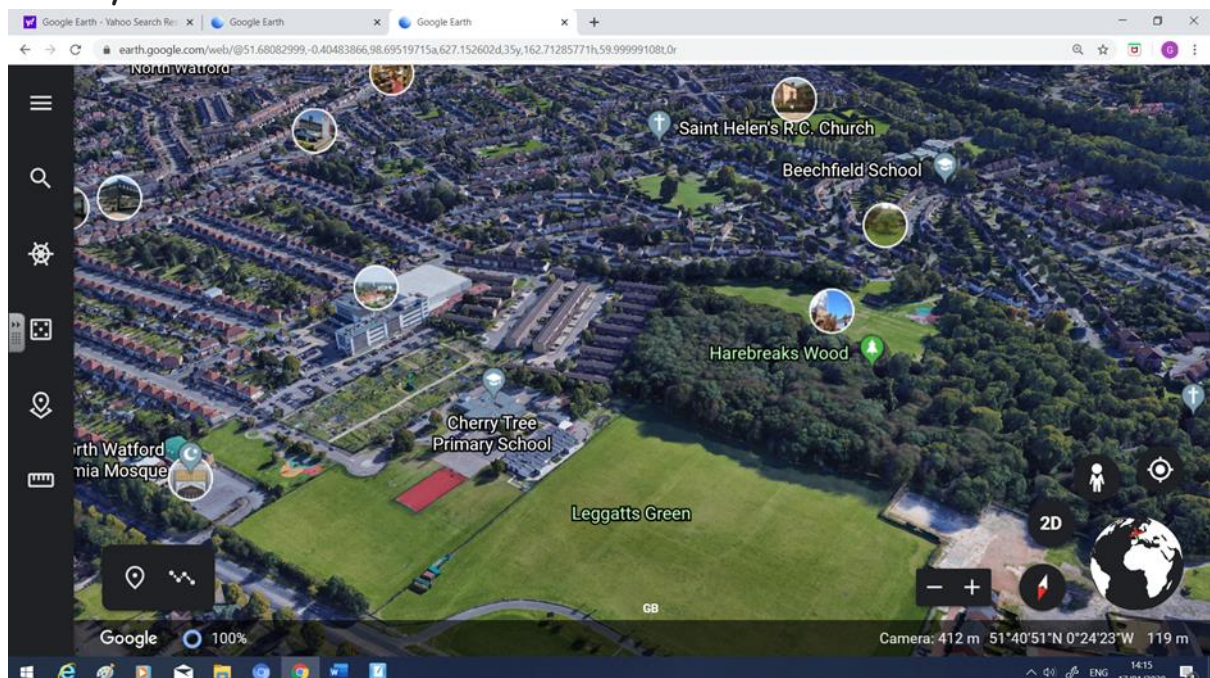 Google Earth - Yahoo Search Res
Google Earth
Google Earth
earth.google.com/web/@51.68082999,-0.40483866,98.69519715a,627.152602d,35y,162.71285771h,59.99999108t,0r
G
North Watford
Saint Helen's R.C. Church
Beechfield School
Harebreaks Wood
Cherry Tree
Primary School
rth Watford
mia Mosque
Leggatts Green
2D
GB
Google
100%
Camera: 412 m 51°40'51"N 0°24'23"W 119 m
ENG
14:15